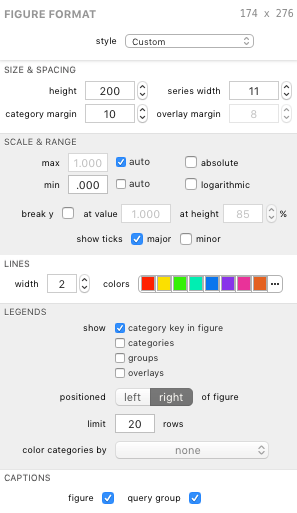 FIGURE FORMAT 174 x 276
style Custom
SIZE & SPACING
height 200 series width 11
category margin 10 overlay margin 8
SCALE & RANGE
max 1.000 auto absolute
min .000 auto logarithmic
break y at value 1.000 at height 85 %
show ticks major minor
LINES
width 2 colors •••
LEGENDS
show category key in figure
categories
groups
overlays
positioned left right of figure
limit 20 rows
color categories by none
CAPTIONS
figure query group